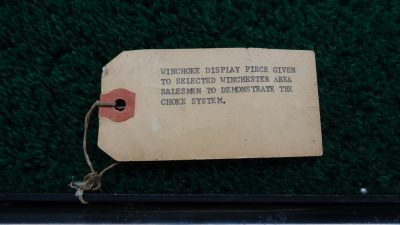 WINCHOKE DISPLAY PIECE GIVEN
TO SELECTED WINCHESTER AREA
SALESMEN TO DEMONSTRATE THE
CHOKE SYSTEM.